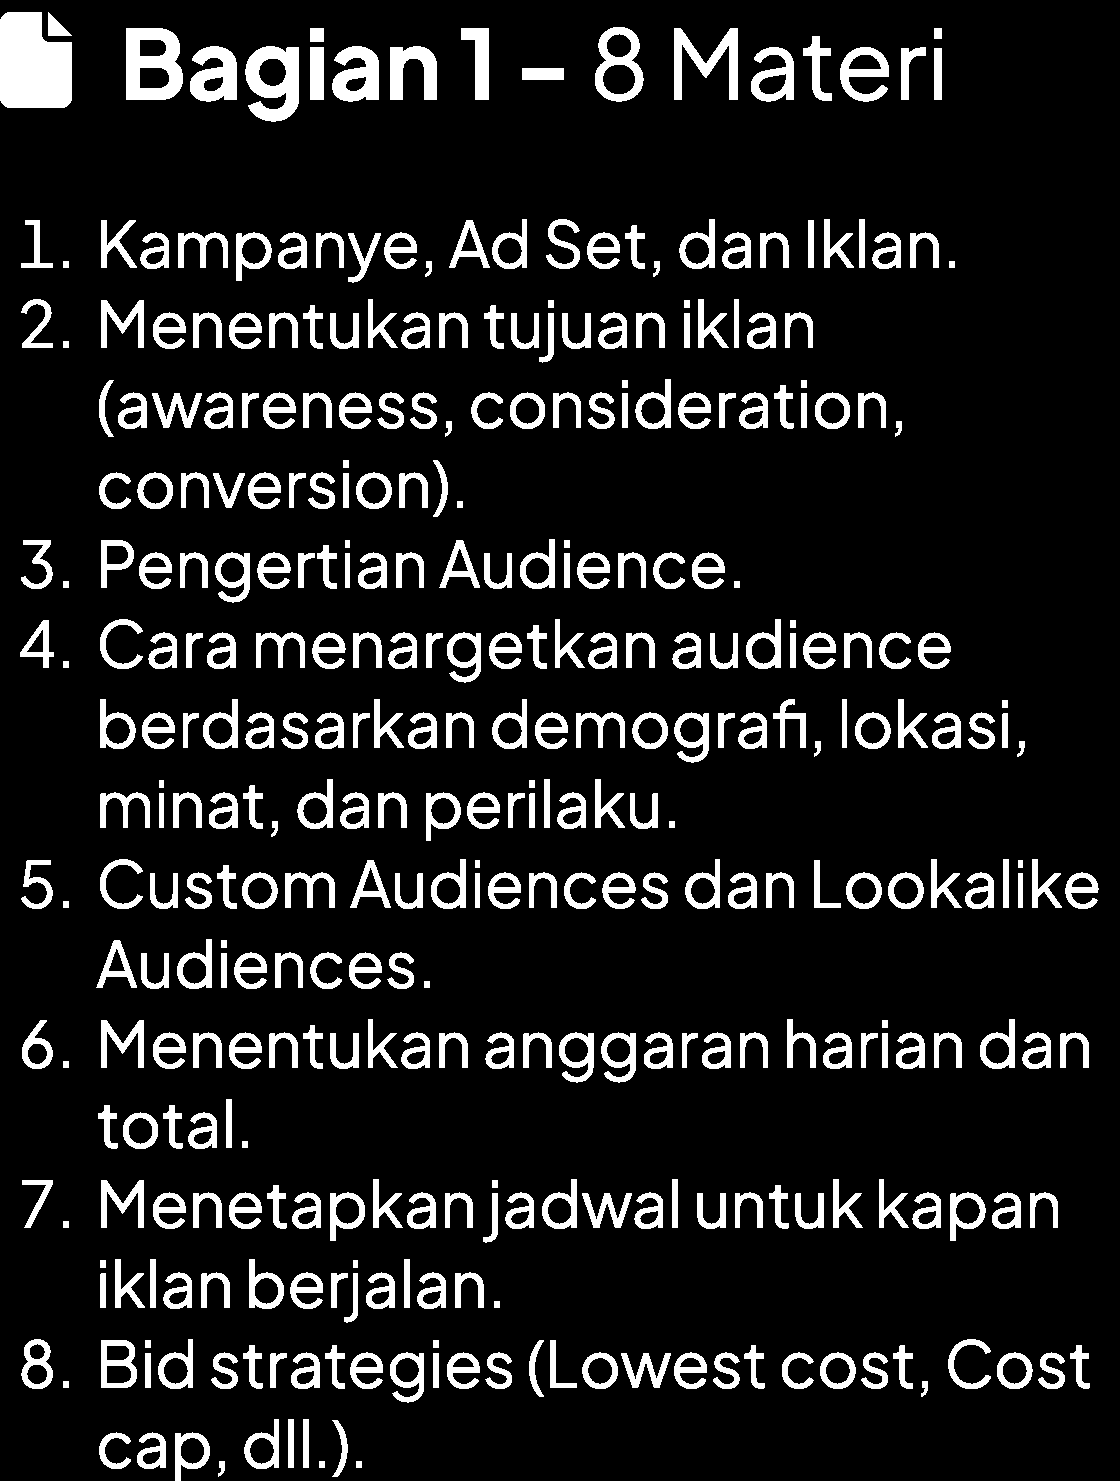 Bagian 1 – 8 Materi
1. Kampanye, Ad Set, dan Iklan.
2. Menentukan tujuan iklan
(awareness, consideration,
conversion).
3. Pengertian Audience.
4. Cara menargetkan audience
berdasarkan demografi, lokasi,
minat, dan perilaku.
5. Custom Audiences dan Lookalike
Audiences.
6. Menentukan anggaran harian dan
total.
7. Menetapkan jadwal untuk kapan
iklan berjalan.
8. Bid strategies (Lowest cost, Cost
cap, dll.).